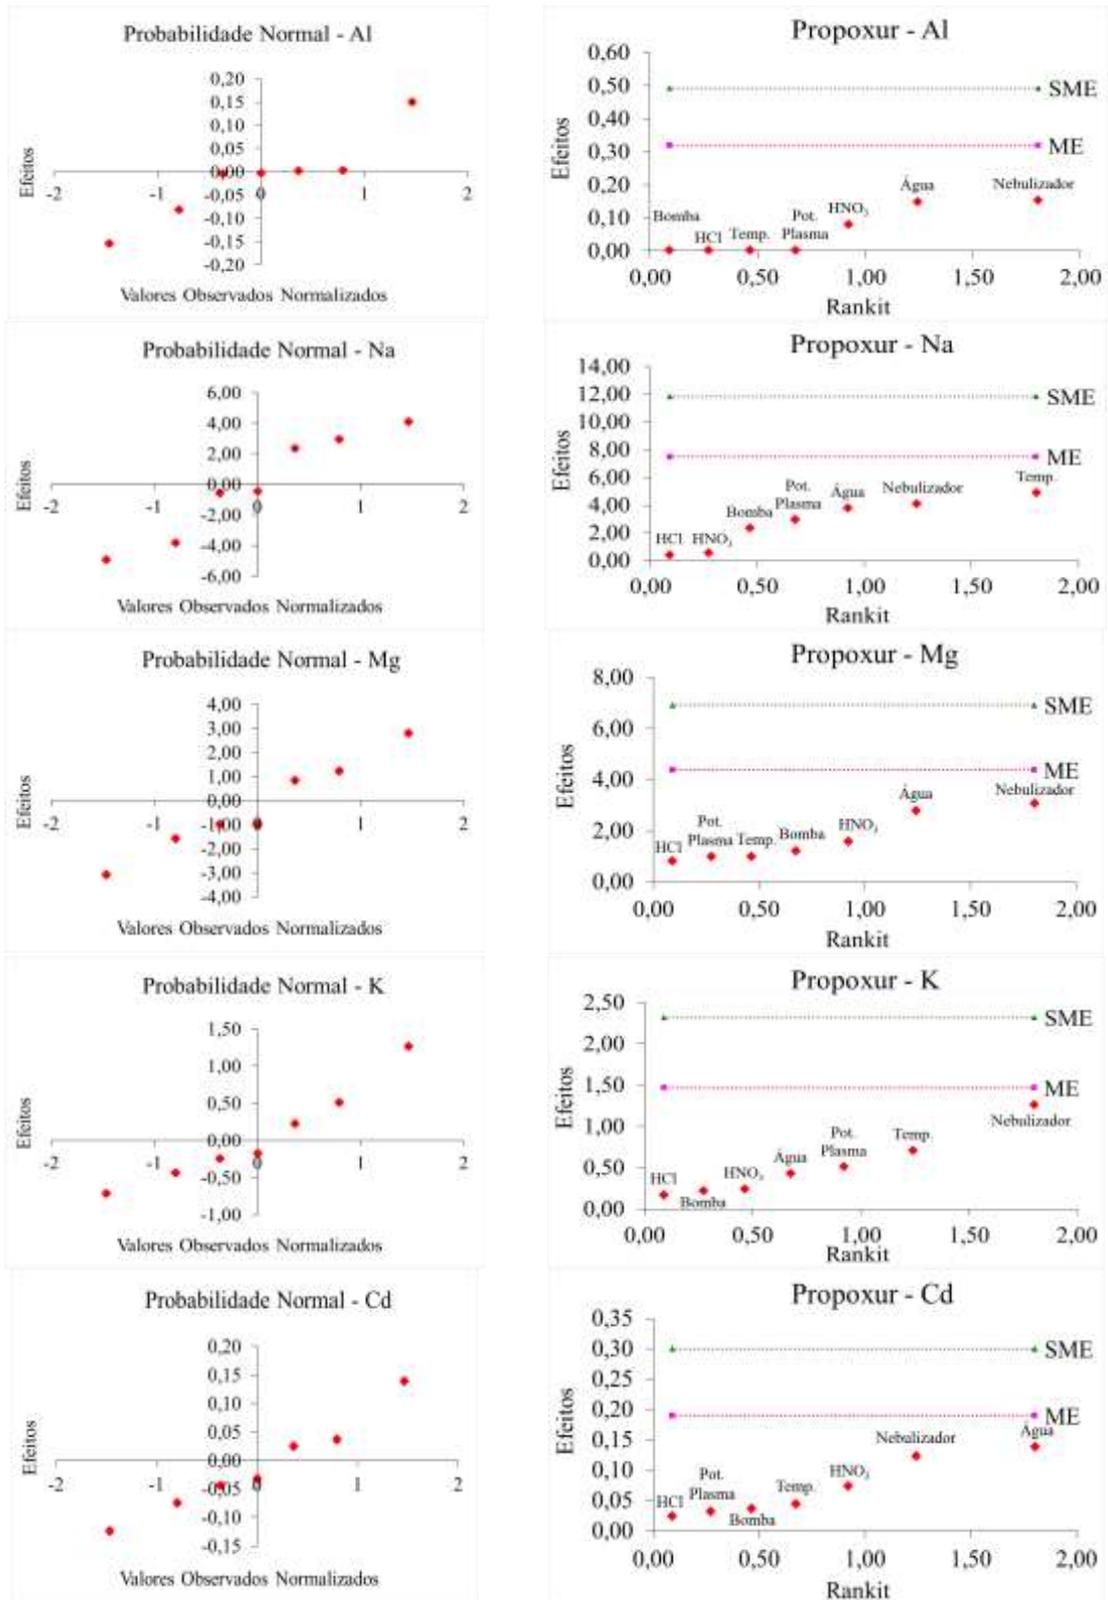 Probabilidade Normal - Al
0,20
0,15
0,10
0,05
0,00
-0,05
-0,10
-0,15
-0,20
-2
-1
0
1
2
Efeitos
Valores Observados Normalizados
Propoxur - Al
0,60
0,50
0,40
0,30
0,20
0,10
0,00
Efeitos
SME
ME
Bomba
HCl
Temp.
Pot.
Plasma
HNO₃
Água
Nebulizador
0,00
0,50
1,00
1,50
2,00
Rankit
Probabilidade Normal - Na
6,00
4,00
2,00
0,00
-2,00
-4,00
-6,00
-2
-1
0
1
2
Efeitos
Valores Observados Normalizados
Propoxur - Na
14,00
12,00
10,00
8,00
6,00
4,00
2,00
0,00
Efeitos
SME
ME
HCl
HNO₃
Bomba
Pot.
Plasma
Água
Nebulizador
Temp.
0,00
0,50
1,00
1,50
2,00
Rankit
Probabilidade Normal - Mg
4,00
3,00
2,00
1,00
0,00
-1,00
-2,00
-3,00
-4,00
-2
-1
0
1
2
Efeitos
Valores Observados Normalizados
Propoxur - Mg
8,00
6,00
4,00
2,00
0,00
Efeitos
SME
ME
HCl
Pot.
Plasma
Temp.
Bomba
HNO₃
Água
Nebulizador
0,00
0,50
1,00
1,50
2,00
Rankit
Probabilidade Normal - K
1,50
1,00
0,50
0,00
-0,50
-1,00
-2
-1
0
1
2
Efeitos
Valores Observados Normalizados
Propoxur - K
2,50
2,00
1,50
1,00
0,50
0,00
Efeitos
SME
ME
HCl
Bomba
HNO₃
Água
Pot.
Plasma
Temp.
Nebulizador
0,00
0,50
1,00
1,50
2,00
Rankit
Probabilidade Normal - Cd
0,20
0,15
0,10
0,05
0,00
-0,05
-0,10
-0,15
-2
-1
0
1
2
Efeitos
Valores Observados Normalizados
Propoxur - Cd
0,35
0,30
0,25
0,20
0,15
0,10
0,05
0,00
Efeitos
SME
ME
HCl
Pot.
Plasma
Bomba
Temp.
HNO₃
Nebulizador
Água
0,00
0,50
1,00
1,50
2,00
Rankit